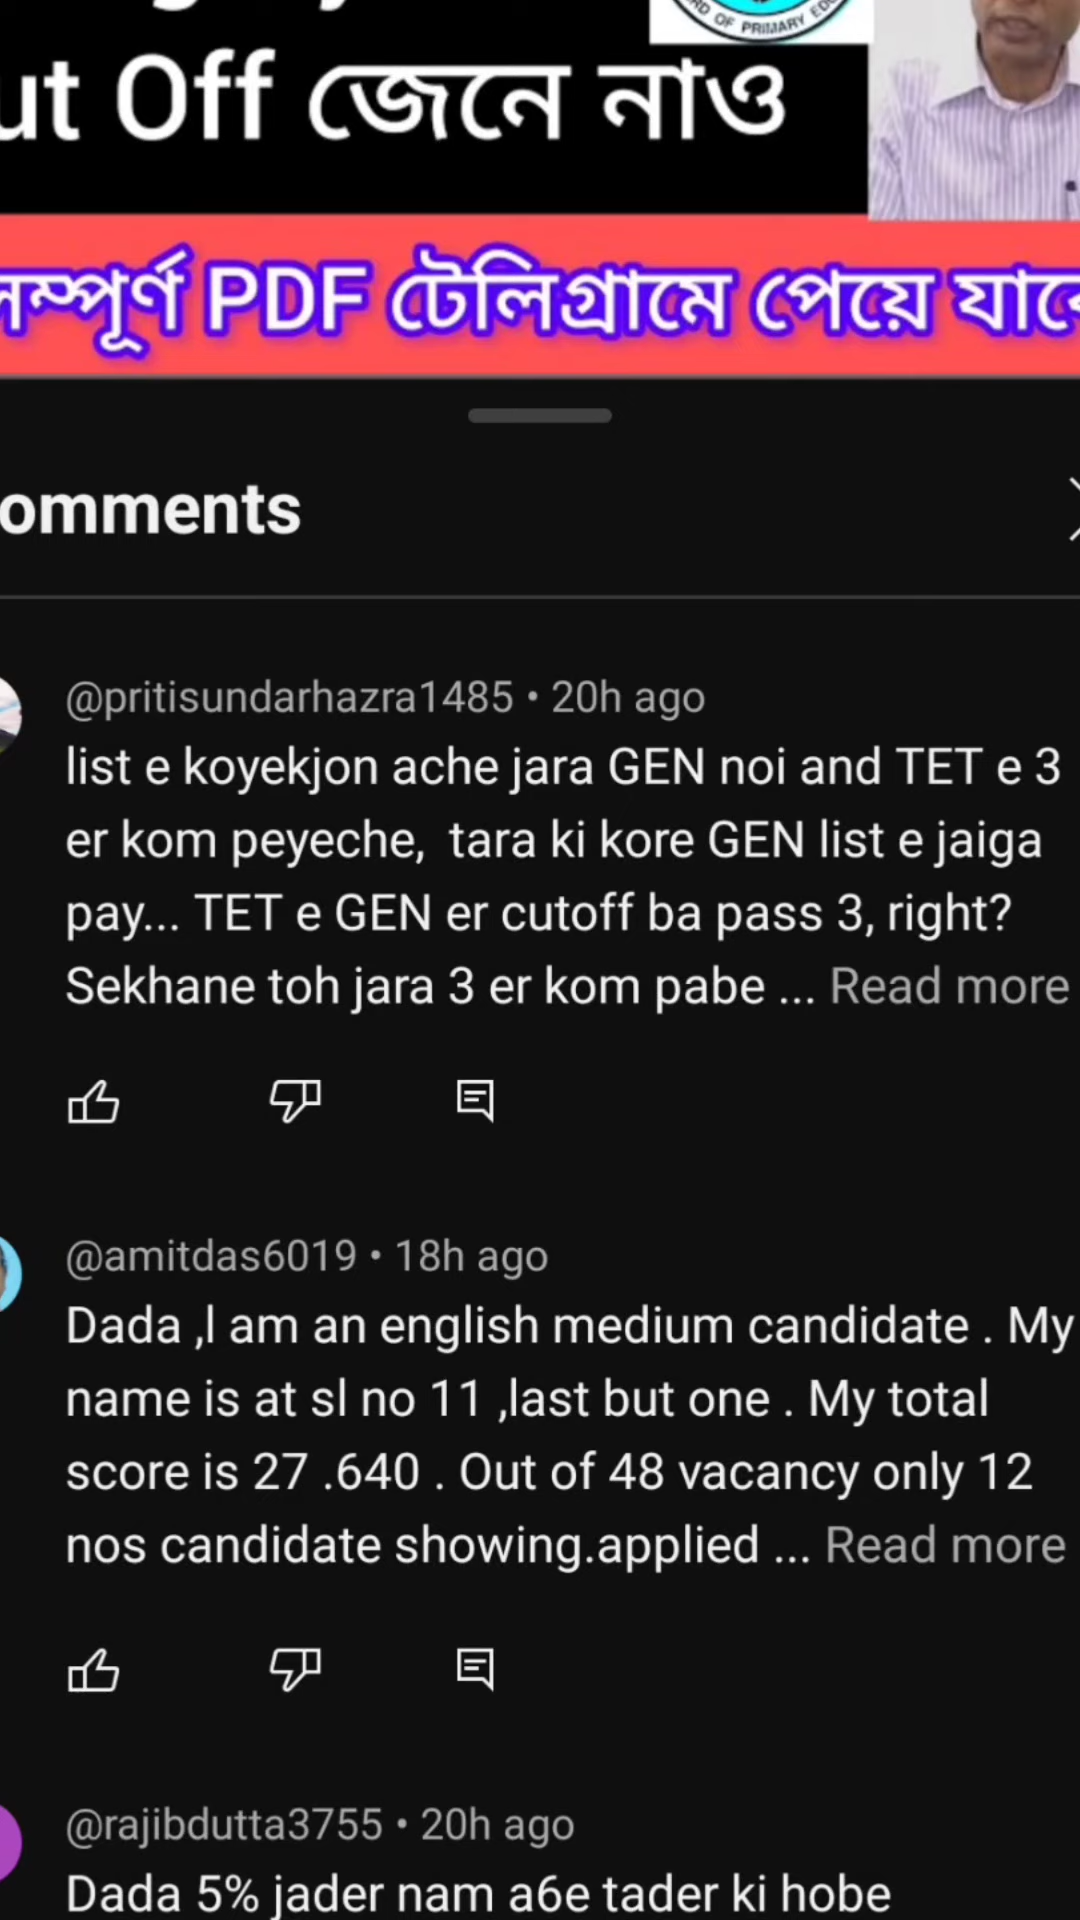 OF PRIMARY
ut Off জেনে নাও
সম্পূর্ণ PDF টেলিগ্রামে পেয়ে যাবে
omments
@pritisundarhazra1485 • 20h ago
list e koyekjon ache jara GEN noi and TET e 3
er kom peyeche, tara ki kore GEN list e jaiga
pay... TET e GEN er cutoff ba pass 3, right?
Sekhane toh jara 3 er kom pabe ... Read more
@amitdas6019 • 18h ago
Dada ,I am an english medium candidate . My
name is at sl no 11 ,last but one . My total
score is 27 .640 . Out of 48 vacancy only 12
nos candidate showing.applied ... Read more
@rajibdutta3755 • 20h ago
Dada 5% jader nam a6e tader ki hobe